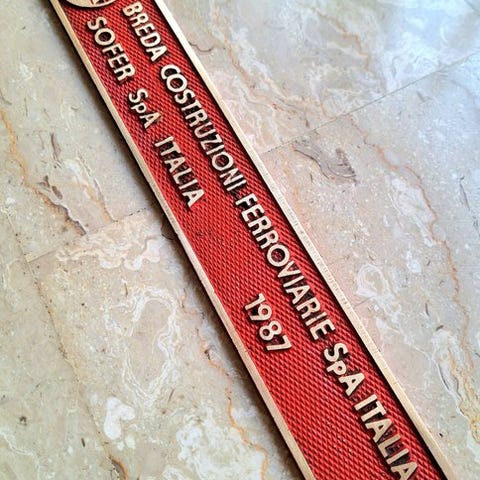 BREDA COSTRUZIONI FERROVIARIE SpA ITALIA
SOFER SpA ITALIA
1987